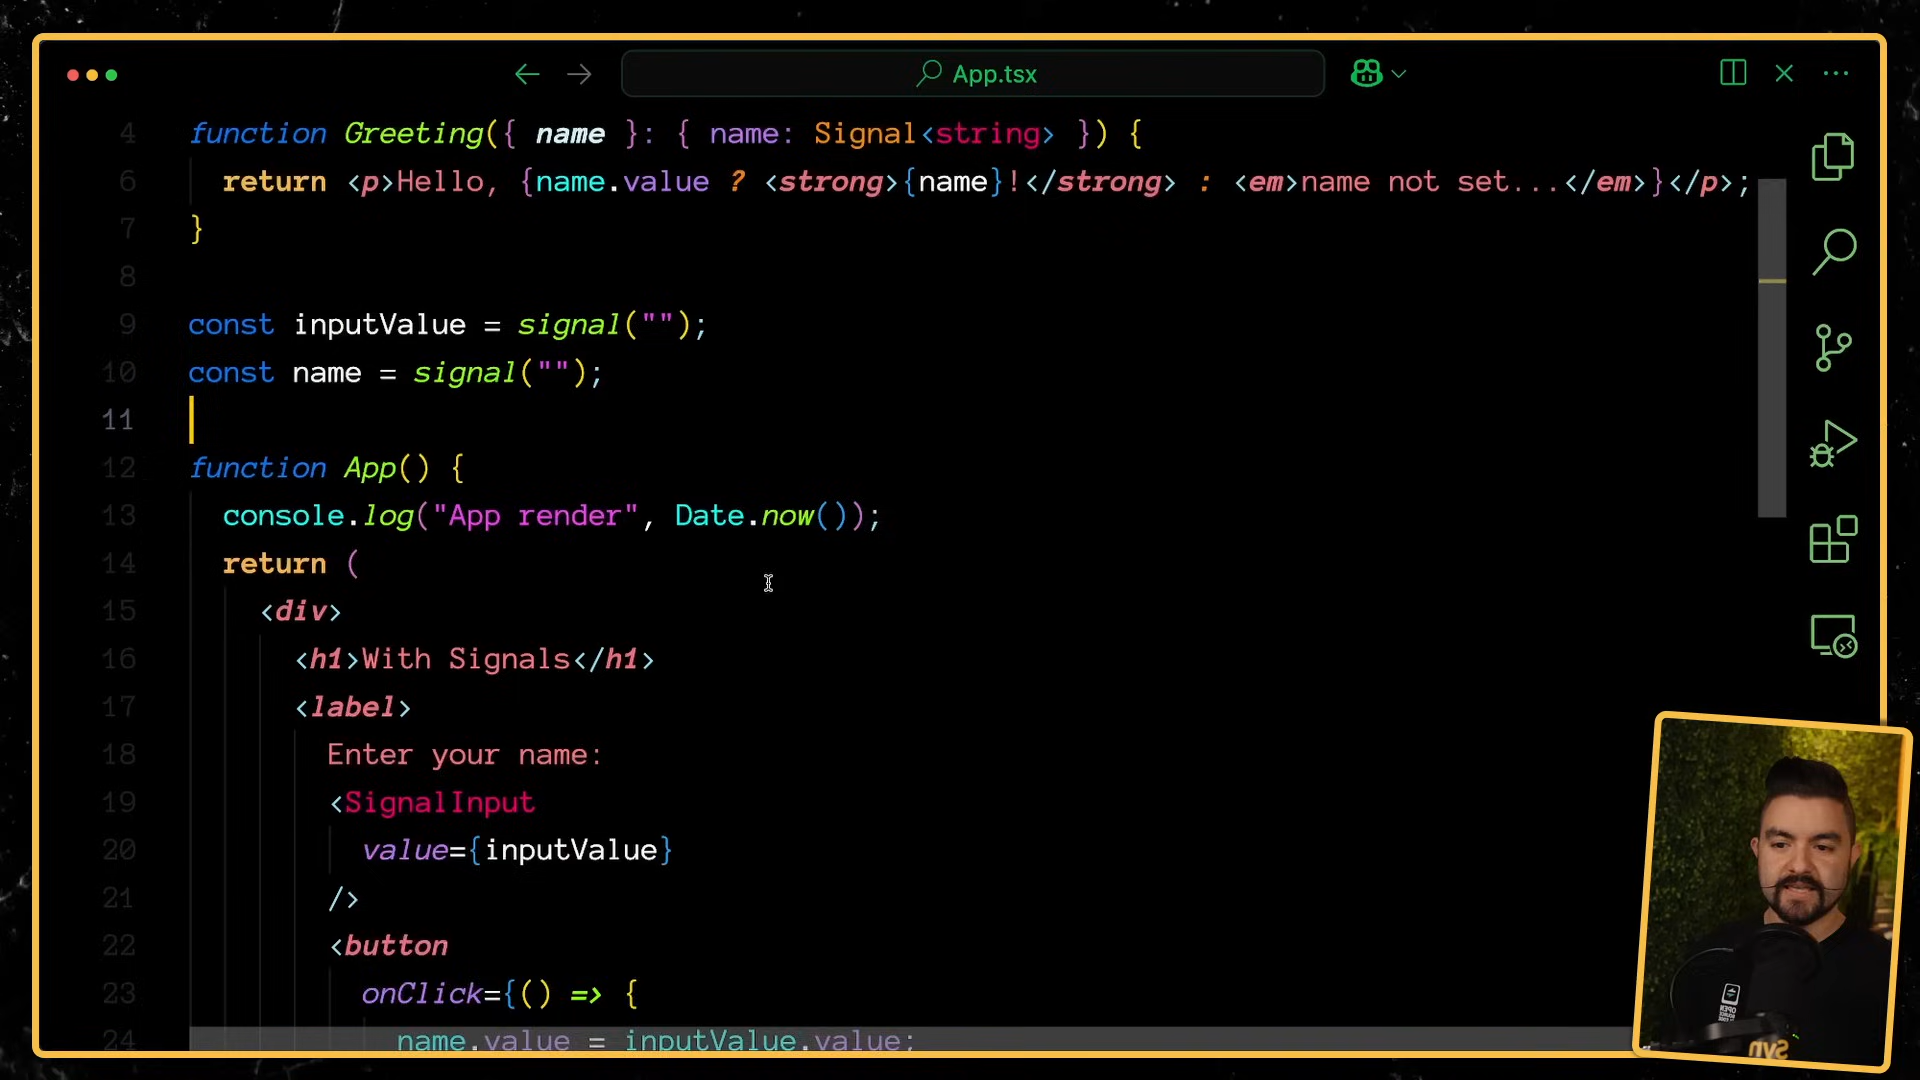 App.tsx
4 function Greeting({ name }: { name: Signal<string> }) {
6 return <p>Hello, {name.value ? <strong>{name}!</strong> : <em>name not set...</em>}</p>;
7 }
8
9 const inputValue = signal("");
10 const name = signal("");
11
12 function App() {
13 console.log("App render", Date.now());
14 return (
15 <div>
16 <h1>With Signals</h1>
17 <label>
18 Enter your name:
19 <SignalInput
20 value={inputValue}
21 />
22 <button
23 onClick={() => {
24 name.value = inputValue.value;